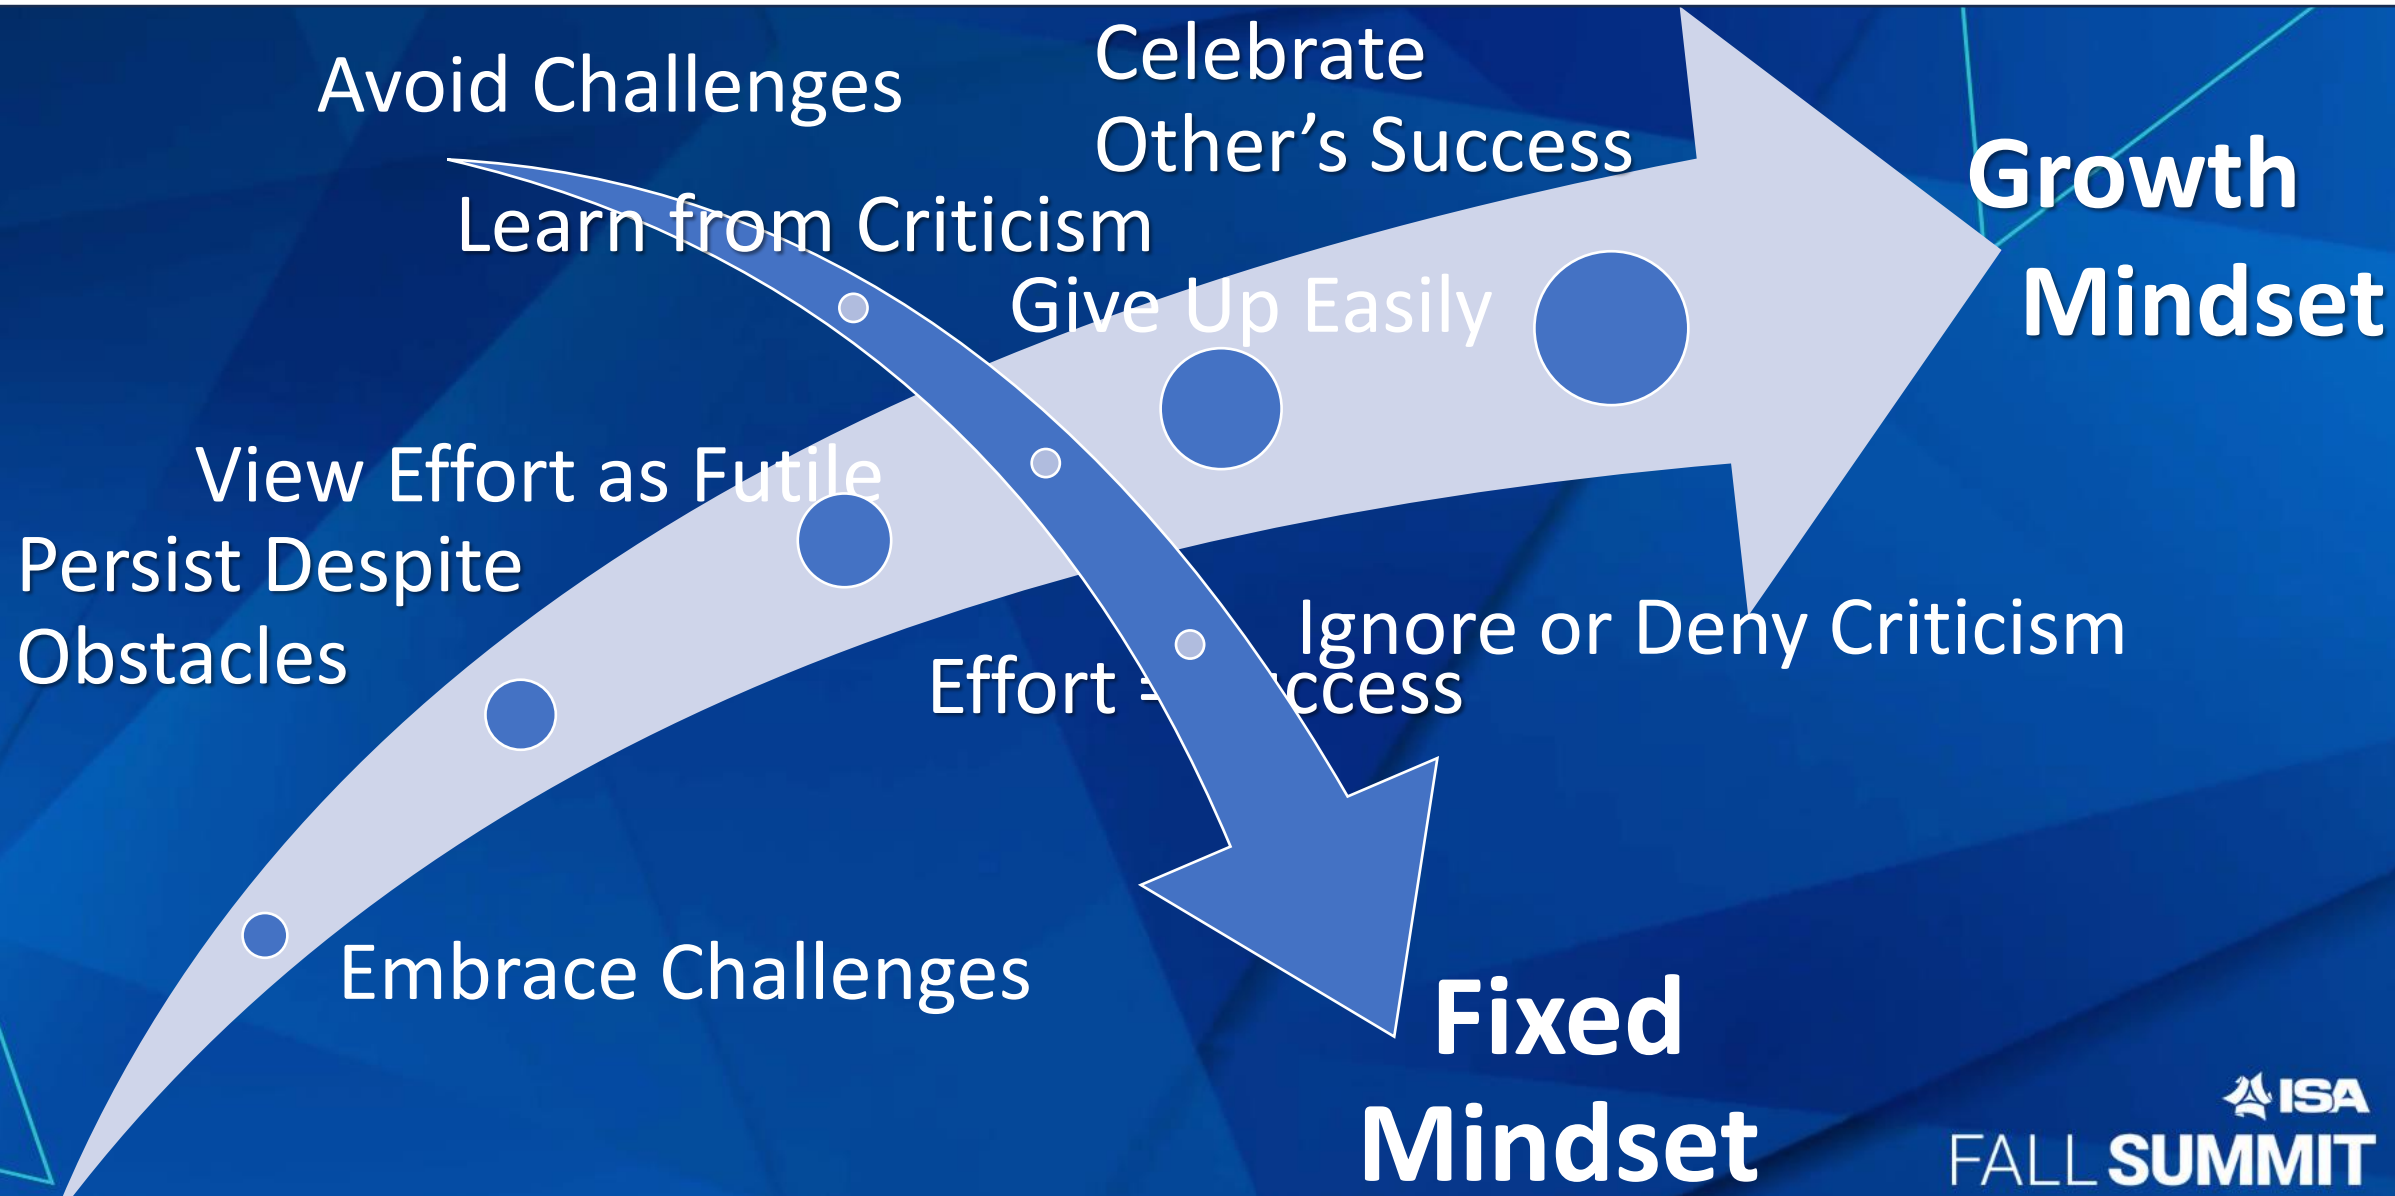 Celebrate
Other's Success
Avoid Challenges
Learn from Criticism
Growth
Mindset
Give Up Easily
View Effort as Futile
Persist Despite
Obstacles
Ignore or Deny Criticism
Effort =
Embrace Challenges
Fixed
Mindset
ISA
FALL SUMMIT